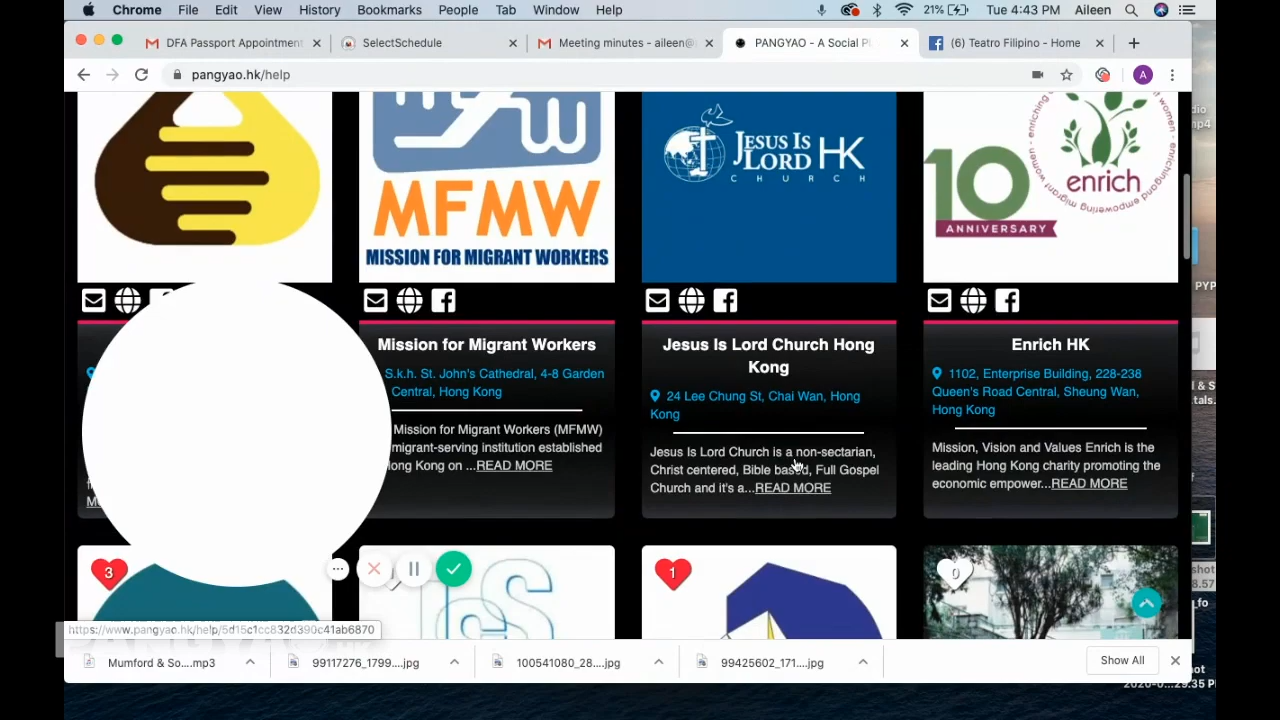 Chrome File Edit View History Bookmarks People Tab Window Help 21% Tue 4:43 PM Aileen
DFA Passport Appointment SelectSchedule Meeting minutes - aileen@ PANGYAO - A Social Pl (6) Teatro Filipino - Home
pangyao.hk/help A
mfmw
MFMW
MISSION FOR MIGRANT WORKERS
JESUS IS LORD HK
CHURCH
10
ANNIVERSARY
enrich
Mission for Migrant Workers
S.k.h. St. John's Cathedral, 4-8 Garden
Central, Hong Kong
Mission for Migrant Workers (MFMW)
migrant-serving institution established
ong Kong on ...READ MORE
Jesus Is Lord Church Hong
Kong
24 Lee Chung St, Chai Wan, Hong
Kong
Jesus Is Lord Church is a non-sectarian,
Christ centered, Bible based, Full Gospel
Church and it's a...READ MORE
Enrich HK
1102, Enterprise Building, 228-238
Queen's Road Central, Sheung Wan,
Hong Kong
Mission, Vision and Values Enrich is the
leading Hong Kong charity promoting the
economic empower...READ MORE
3
1
0
https://www.pangyao.hk/help/5d15c1cc832d390c41ab6870
Mumford & So....mp3 99117276_1799....jpg 100541080_28....jpg 99425602_171....jpg Show All